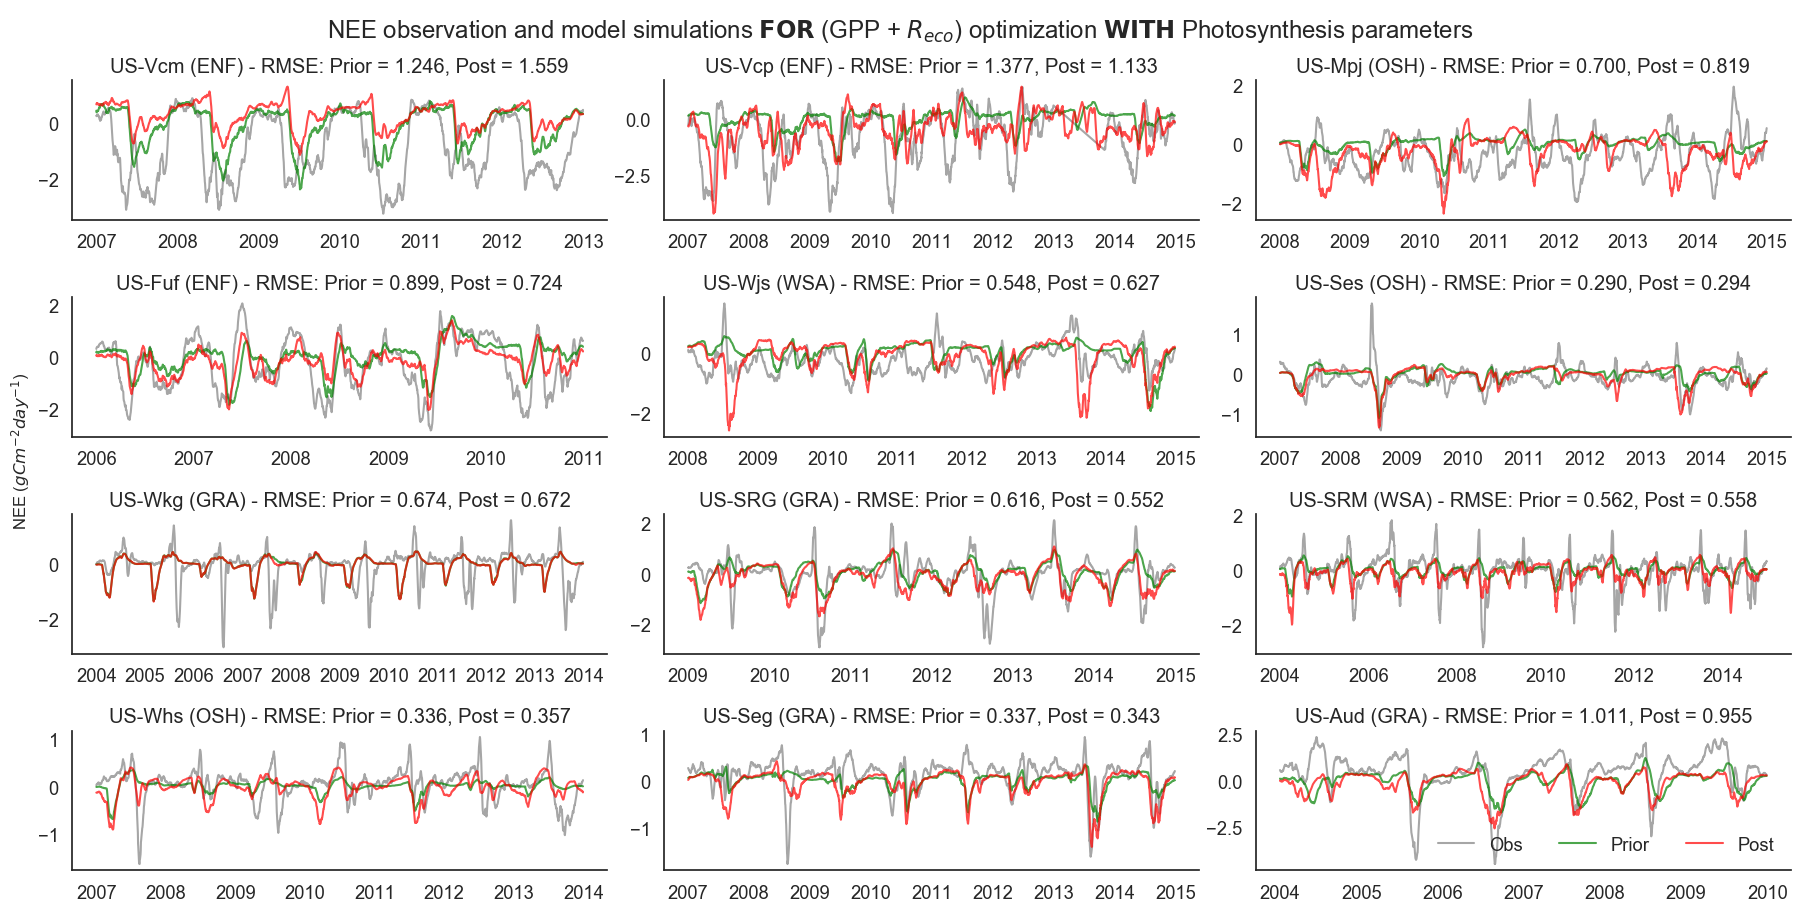 NEE observation and model simulations FOR (GPP + R_eco) optimization WITH Photosynthesis parameters
US-Vcm (ENF) - RMSE: Prior = 1.246, Post = 1.559
0
−2
2007 2008 2009 2010 2011 2012 2013
US-Vcp (ENF) - RMSE: Prior = 1.377, Post = 1.133
0.0
−2.5
2007 2008 2009 2010 2011 2012 2013 2014 2015
US-Mpj (OSH) - RMSE: Prior = 0.700, Post = 0.819
2
0
−2
2008 2009 2010 2011 2012 2013 2014 2015
US-Fuf (ENF) - RMSE: Prior = 0.899, Post = 0.724
2
0
−2
2006 2007 2008 2009 2010 2011
US-Wjs (WSA) - RMSE: Prior = 0.548, Post = 0.627
0
−2
2008 2009 2010 2011 2012 2013 2014 2015
US-Ses (OSH) - RMSE: Prior = 0.290, Post = 0.294
1
0
−1
2007 2008 2009 2010 2011 2012 2013 2014 2015
NEE (gCm⁻²day⁻¹)
US-Wkg (GRA) - RMSE: Prior = 0.674, Post = 0.672
0
−2
2004 2005 2006 2007 2008 2009 2010 2011 2012 2013 2014
US-SRG (GRA) - RMSE: Prior = 0.616, Post = 0.552
2
0
−2
2009 2010 2011 2012 2013 2014 2015
US-SRM (WSA) - RMSE: Prior = 0.562, Post = 0.558
2
0
−2
2004 2006 2008 2010 2012 2014
US-Whs (OSH) - RMSE: Prior = 0.336, Post = 0.357
1
0
−1
2007 2008 2009 2010 2011 2012 2013 2014
US-Seg (GRA) - RMSE: Prior = 0.337, Post = 0.343
1
0
−1
2007 2008 2009 2010 2011 2012 2013 2014 2015
US-Aud (GRA) - RMSE: Prior = 1.011, Post = 0.955
2.5
0.0
−2.5
Obs Prior Post
2004 2005 2006 2007 2008 2009 2010